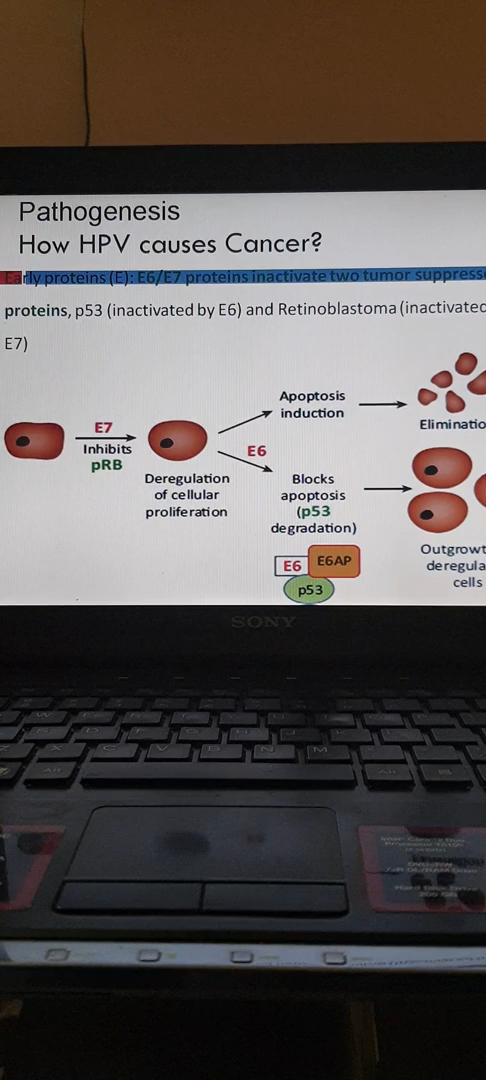 Pathogenesis
How HPV causes Cancer?
Early proteins (E): E6/E7 proteins inactivate two tumor suppress
proteins, p53 (inactivated by E6) and Retinoblastoma (inactivated
E7)
E7
Inhibits
pRB
Deregulation
of cellular
proliferation
Apoptosis
induction
E6
Blocks
apoptosis
(p53
degradation)
E6
E6AP
p53
Eliminatio
Outgrowt
deregula
cells
SONY
X
C
V
B
N
M
Alt